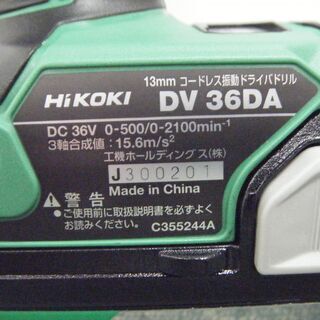 13mm コードレス振動ドライバドリル
HiKOKI DV 36DA
DC 36V 0-500/0-2100min⁻¹
3軸合成値：15.6m/s²
工機ホールディングス(株)
J300201
Made in China
⚠警告
●ご使用前に取扱説明書を必ずよく
お読みください。 C355244A